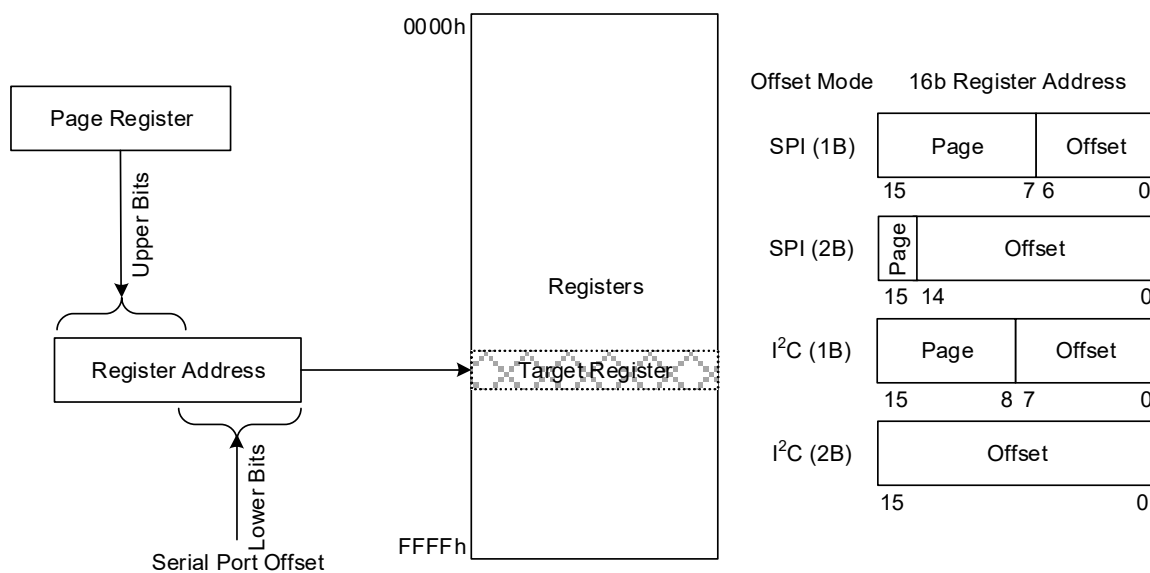 0000h
Page Register
Upper Bits
Register Address
Lower Bits
Serial Port Offset
Registers
Target Register
FFFFh
Offset Mode 16b Register Address
SPI (1B) Page Offset
15 7 6 0
SPI (2B) Page Offset
15 14 0
I²C (1B) Page Offset
15 8 7 0
I²C (2B) Offset
15 0